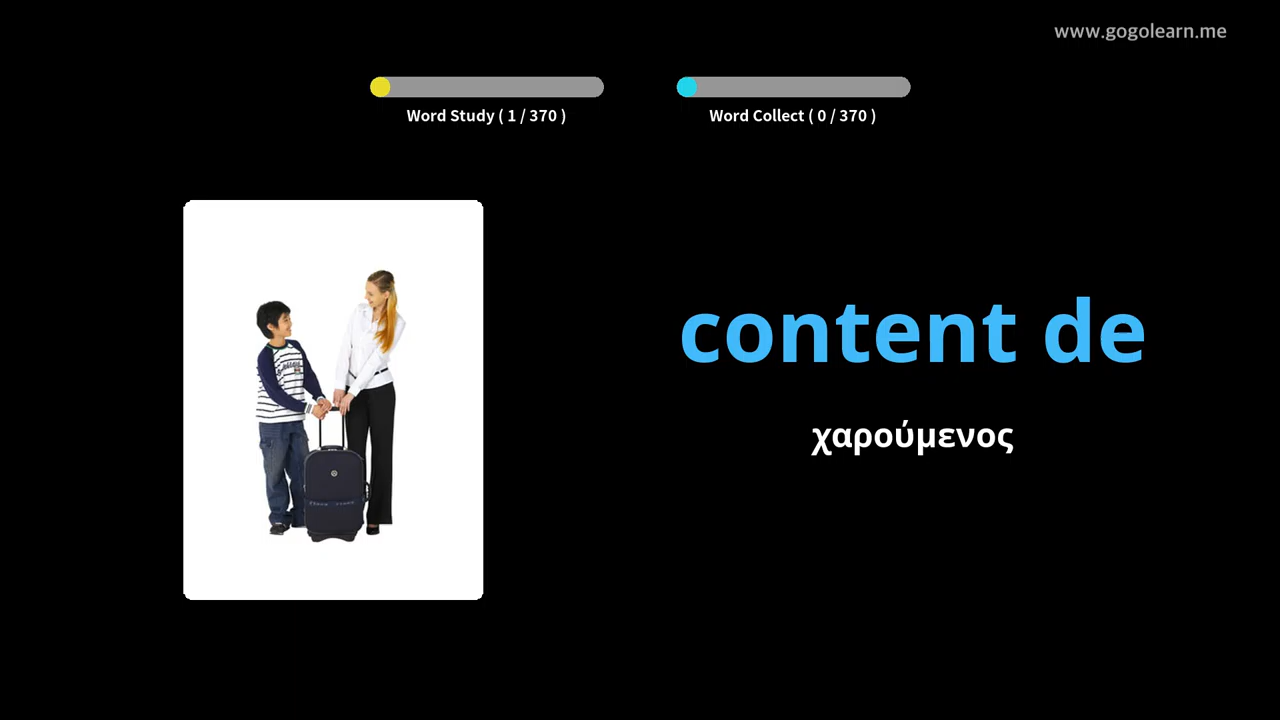 www.gogolearn.me
Word Study ( 1 / 370 )
Word Collect ( 0 / 370 )
content de
χαρούμενος